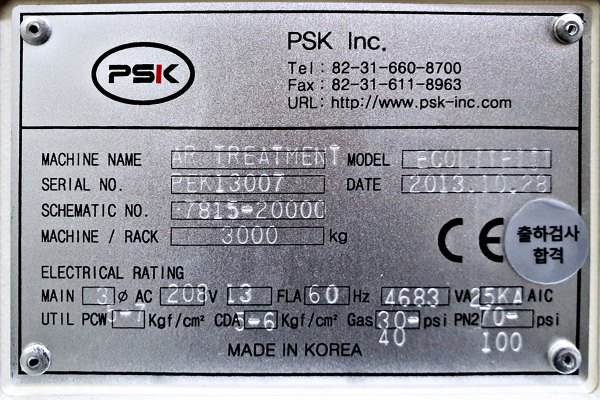 PSK
PSK Inc.
Tel : 82-31-660-8700
Fax : 82-31-611-8963
URL: http://www.psk-inc.com
MACHINE NAME AR TREATMENT MODEL
SERIAL NO. PEK13007 DATE 2013.10.28
SCHEMATIC NO. 7815-20000
MACHINE / RACK 3000 kg
CE
출하검사
합격
ELECTRICAL RATING
MAIN 3 Ø AC 208 V 13 FLA 60 Hz 4683 VA 25KA AIC
UTIL PCW Kgf/cm² CDA 5-6 Kgf/cm² Gas 30-40 psi PN2 70-100 psi
MADE IN KOREA